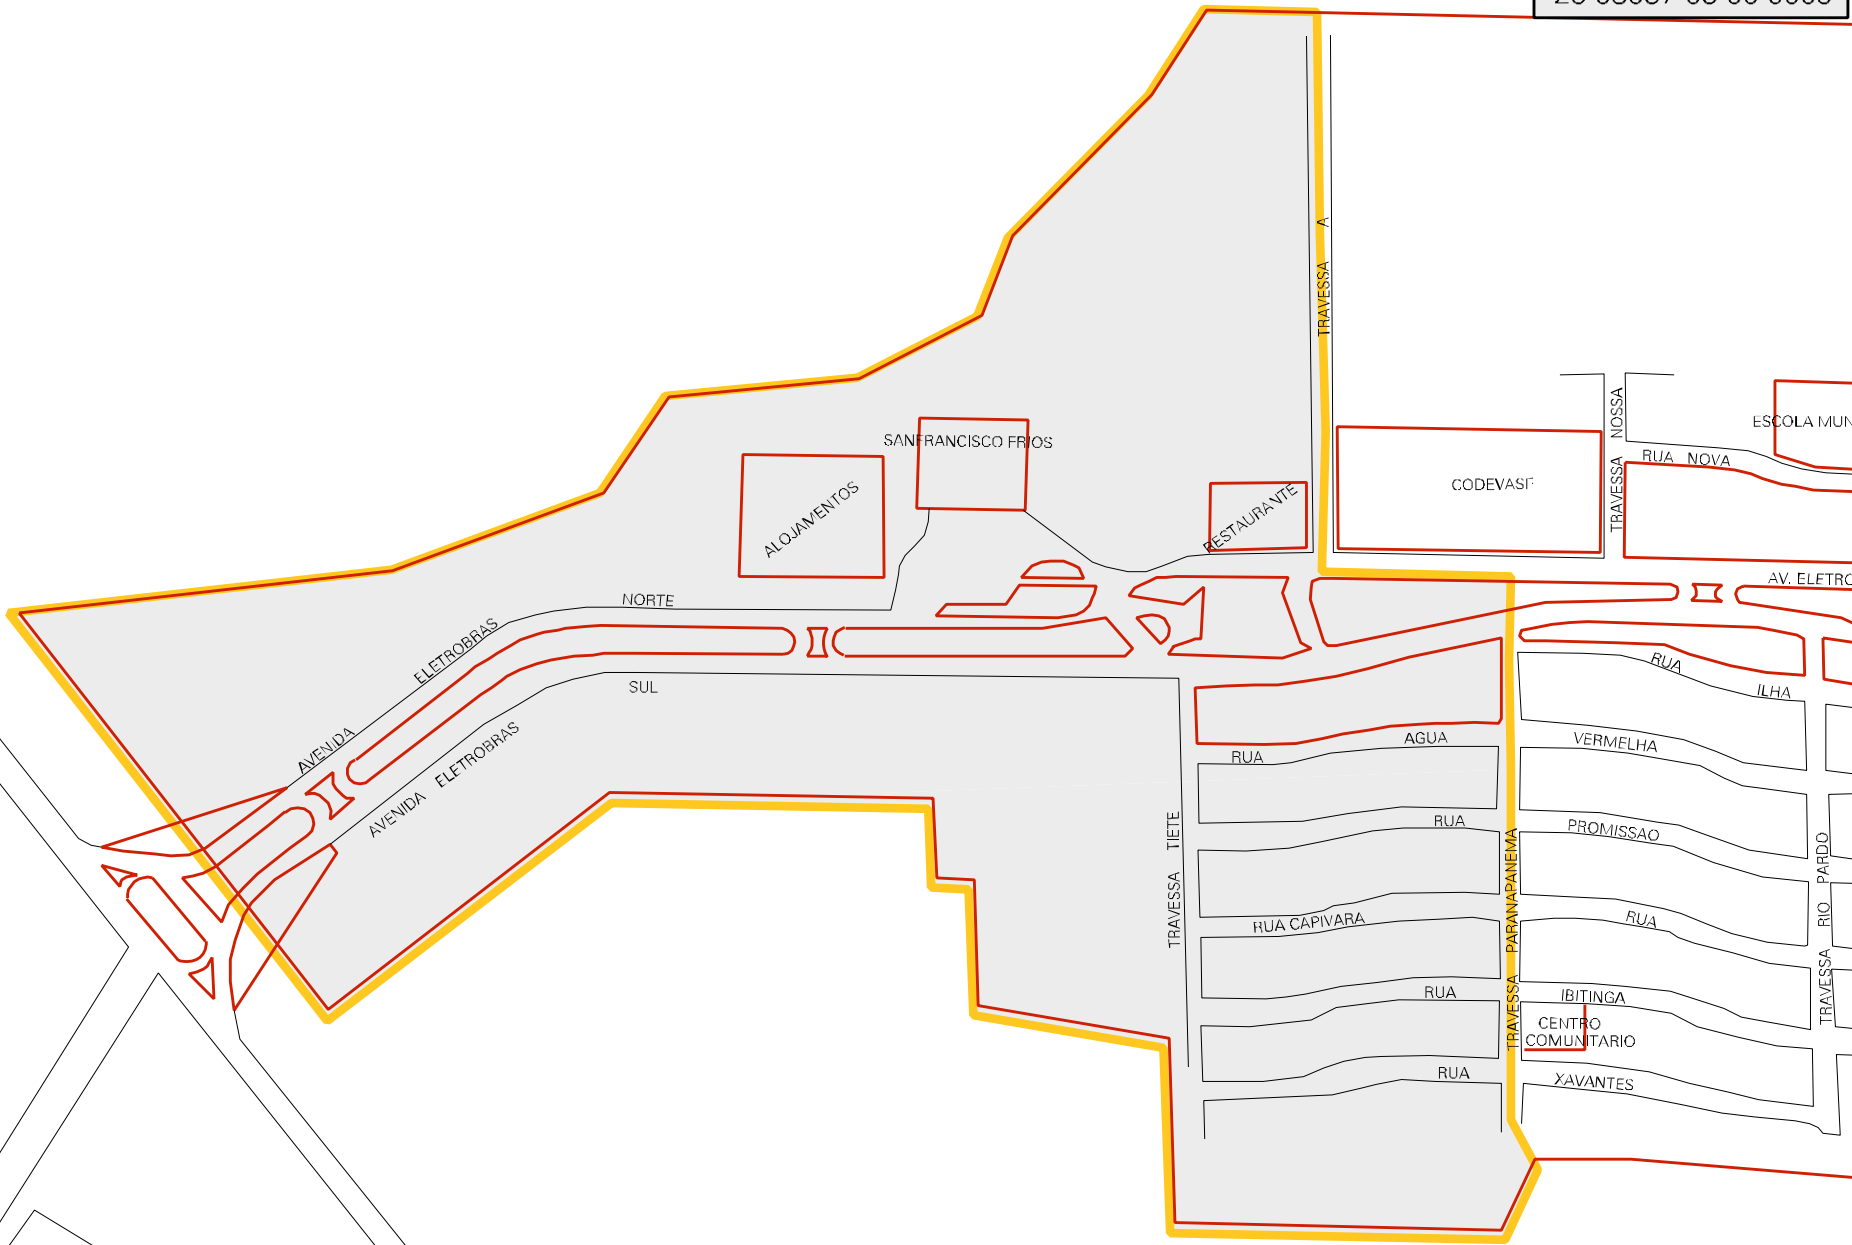 TRAVESSA A
TRAVESSA NOSSA
ESCOLA MUN
RUA NOVA
SANFRANCISCO FRIOS
CODEVASF
ALOJAMENTOS
RESTAURANTE
AV. ELETRO
NORTE
AVENIDA ELETROBRAS
SUL
AVENIDA ELETROBRAS
RUA
ILHA
RUA
AGUA
VERMELHA
TRAVESSA TIETE
RUA
PROMISSAO
TRAVESSA PARANAPANEMA
TRAVESSA RIO PARDO
RUA CAPIVARA
RUA
RUA
IBITINGA
CENTRO
COMUNITARIO
RUA
XAVANTES